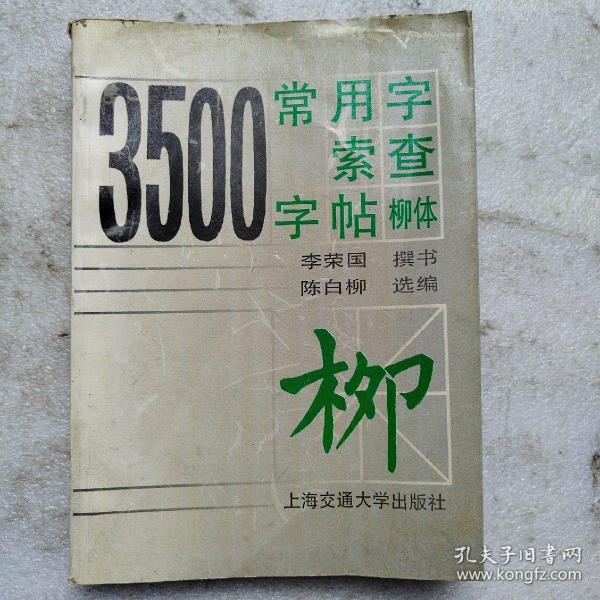 3500
常用字
索查
字帖柳体
李荣国 撰书
陈白柳 选编
柳
上海交通大学出版社
孔夫子旧书网
www.kongfz.com